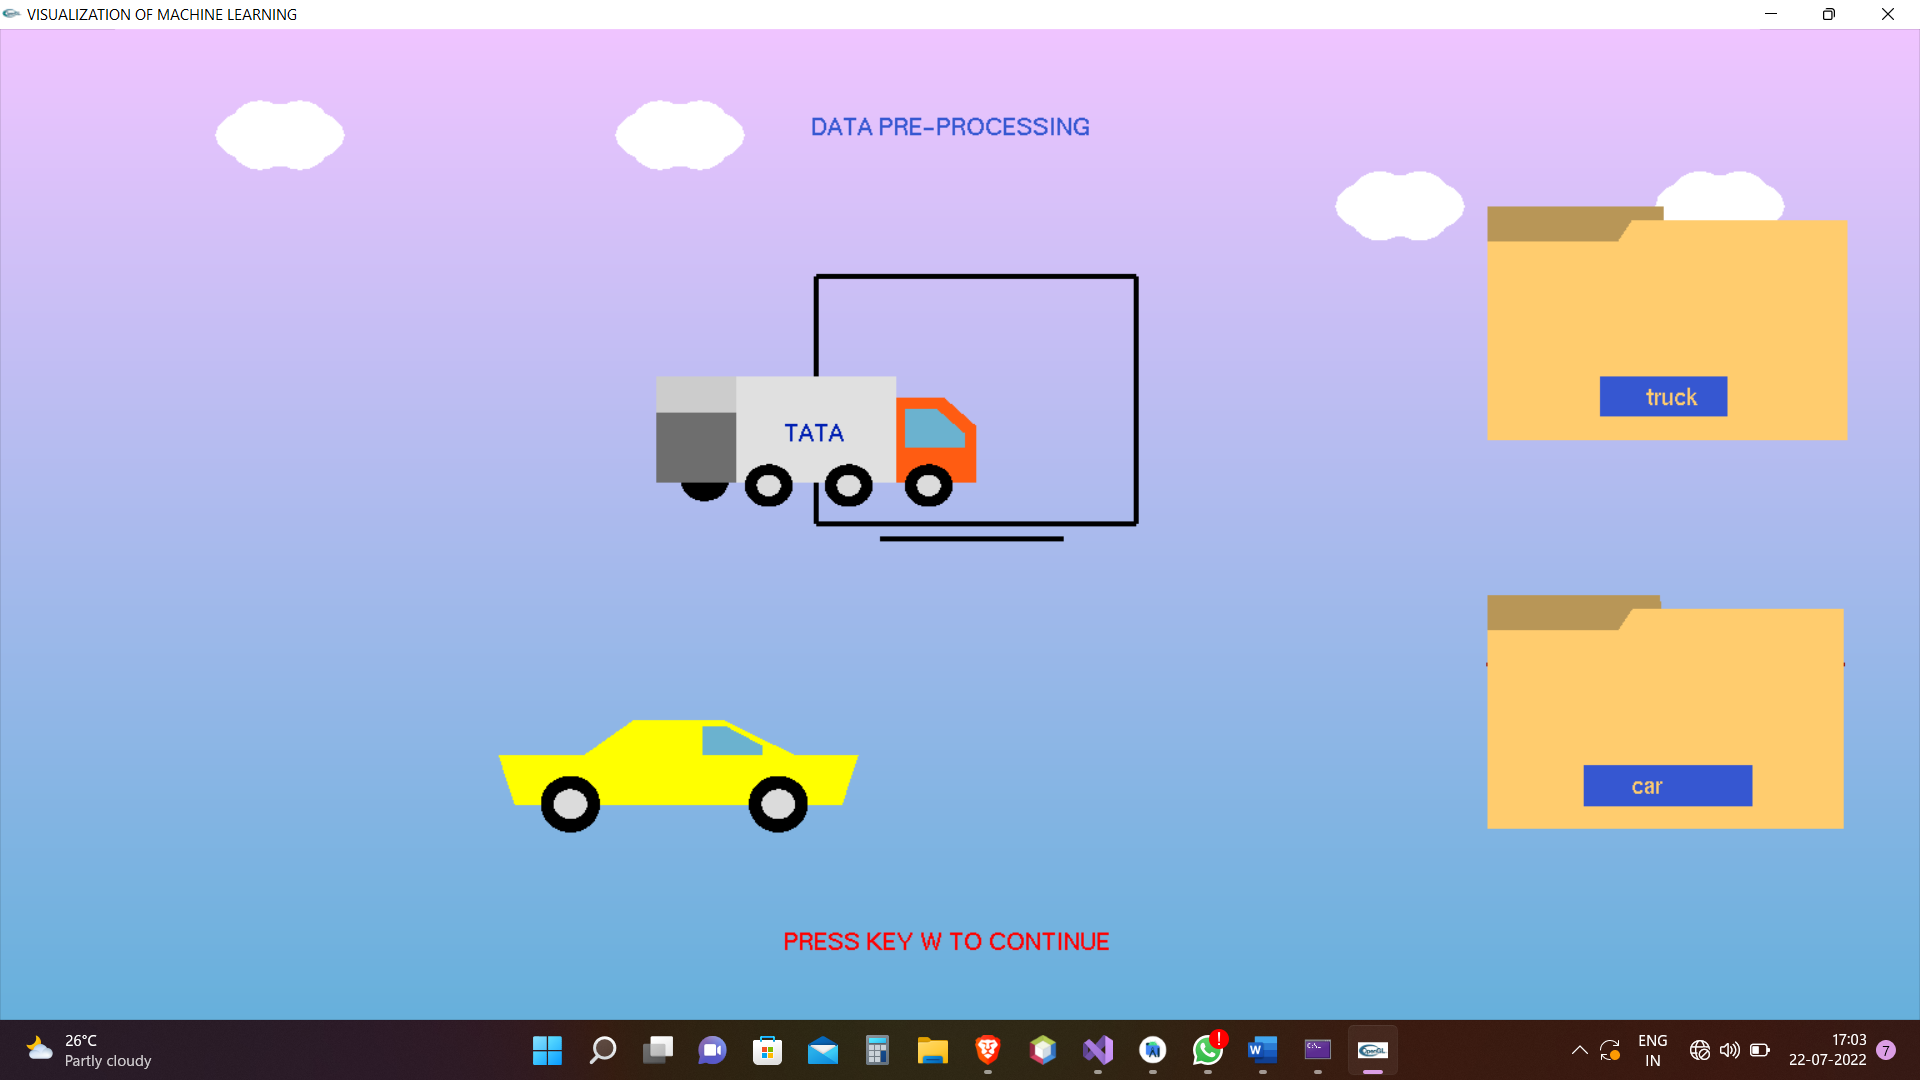 VISUALIZATION OF MACHINE LEARNING
DATA PRE-PROCESSING
truck
TATA
car
PRESS KEY W TO CONTINUE
26°C
Partly cloudy
ENG
IN
17:03
22-07-2022
7